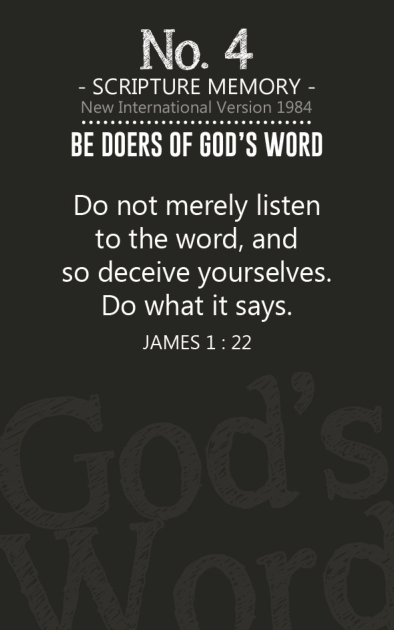 No. 4
- SCRIPTURE MEMORY -
New International Version 1984
BE DOERS OF GOD'S WORD
Do not merely listen
to the word, and
so deceive yourselves.
Do what it says.
JAMES 1 : 22
God's
Word